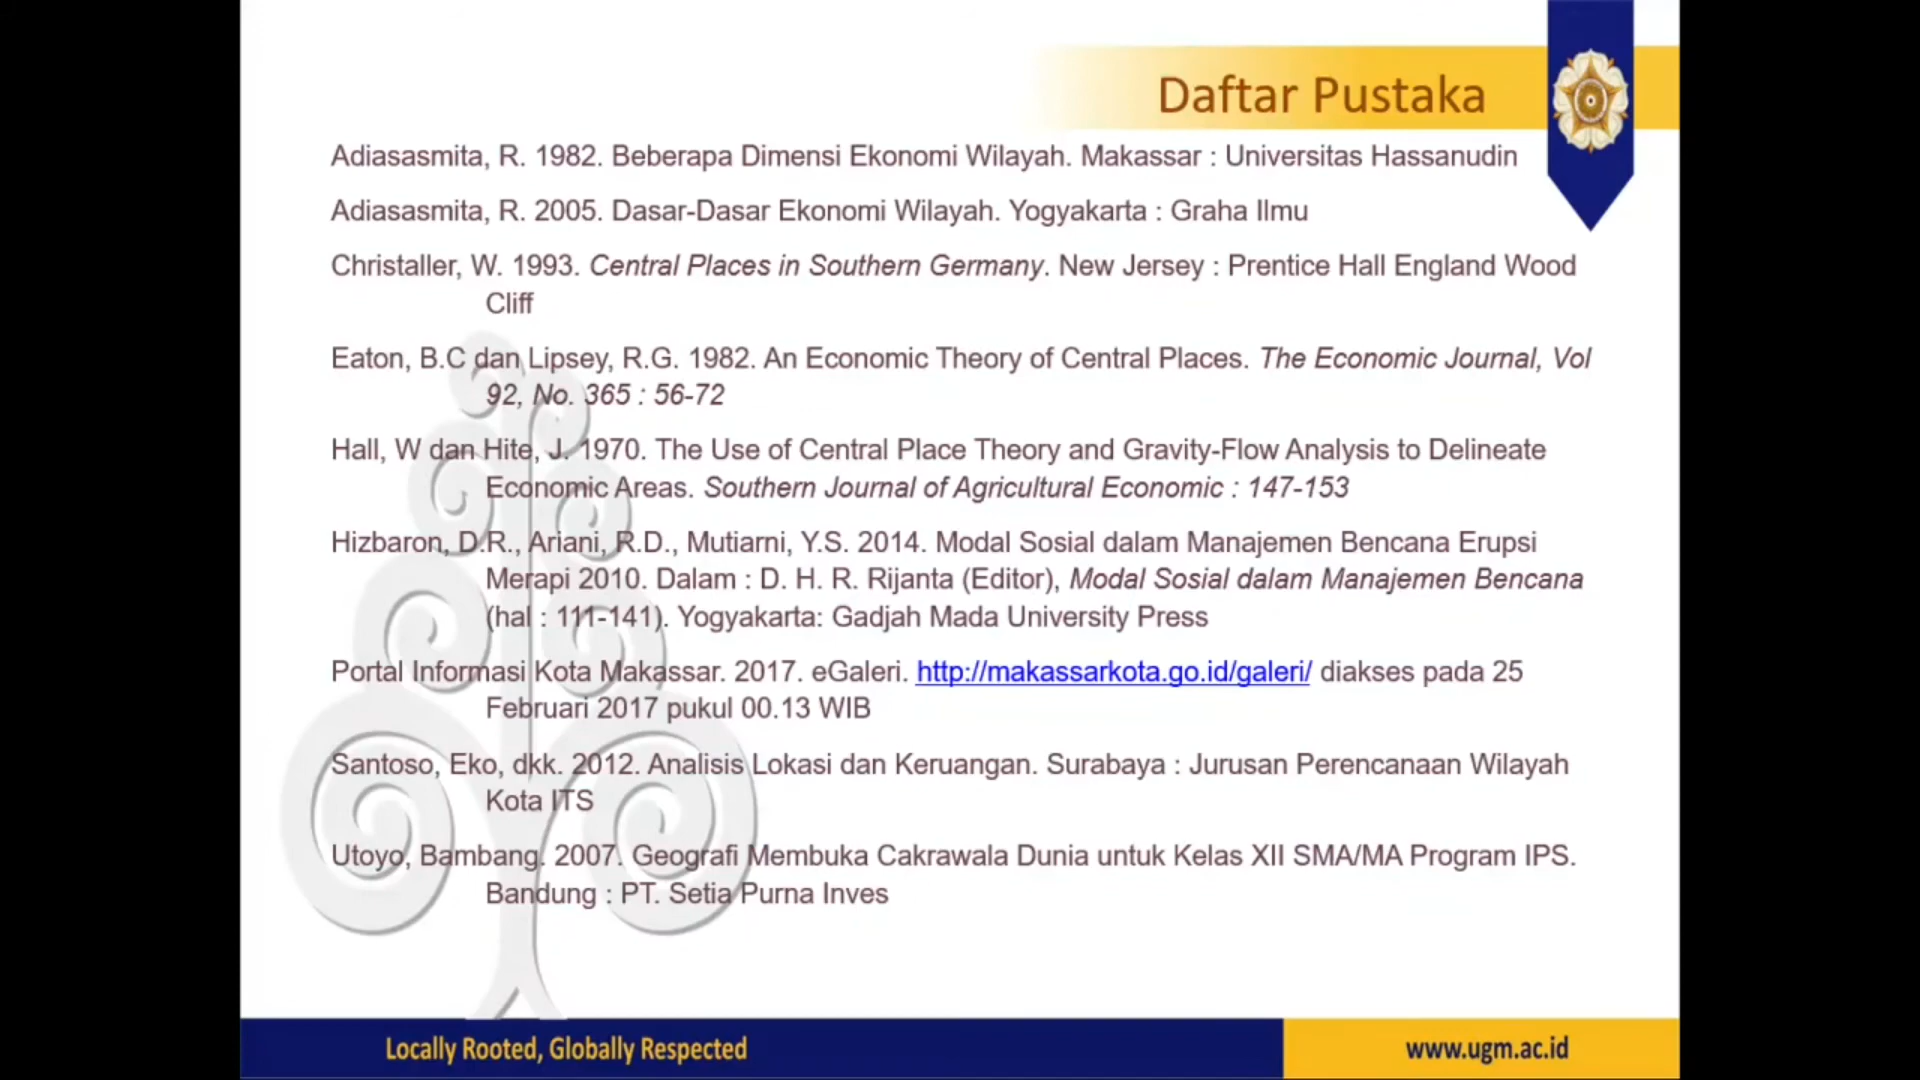 Daftar Pustaka
Adiasasmita, R. 1982. Beberapa Dimensi Ekonomi Wilayah. Makassar : Universitas Hassanudin
Adiasasmita, R. 2005. Dasar-Dasar Ekonomi Wilayah. Yogyakarta : Graha Ilmu
Christaller, W. 1993. Central Places in Southern Germany. New Jersey : Prentice Hall England Wood
Cliff
Eaton, B.C dan Lipsey, R.G. 1982. An Economic Theory of Central Places. The Economic Journal, Vol
92, No. 365 : 56-72
Hall, W dan Hite, J. 1970. The Use of Central Place Theory and Gravity-Flow Analysis to Delineate
Economic Areas. Southern Journal of Agricultural Economic : 147-153
Hizbaron, D.R., Ariani, R.D., Mutiarni, Y.S. 2014. Modal Sosial dalam Manajemen Bencana Erupsi
Merapi 2010. Dalam : D. H. R. Rijanta (Editor), Modal Sosial dalam Manajemen Bencana
(hal : 111-141). Yogyakarta: Gadjah Mada University Press
Portal Informasi Kota Makassar. 2017. eGaleri. http://makassarkota.go.id/galeri/ diakses pada 25
Februari 2017 pukul 00.13 WIB
Santoso, Eko, dkk. 2012. Analisis Lokasi dan Keruangan. Surabaya : Jurusan Perencanaan Wilayah
Kota ITS
Utoyo, Bambang. 2007. Geografi Membuka Cakrawala Dunia untuk Kelas XII SMA/MA Program IPS.
Bandung : PT. Setia Purna Inves
Locally Rooted, Globally Respected
www.ugm.ac.id